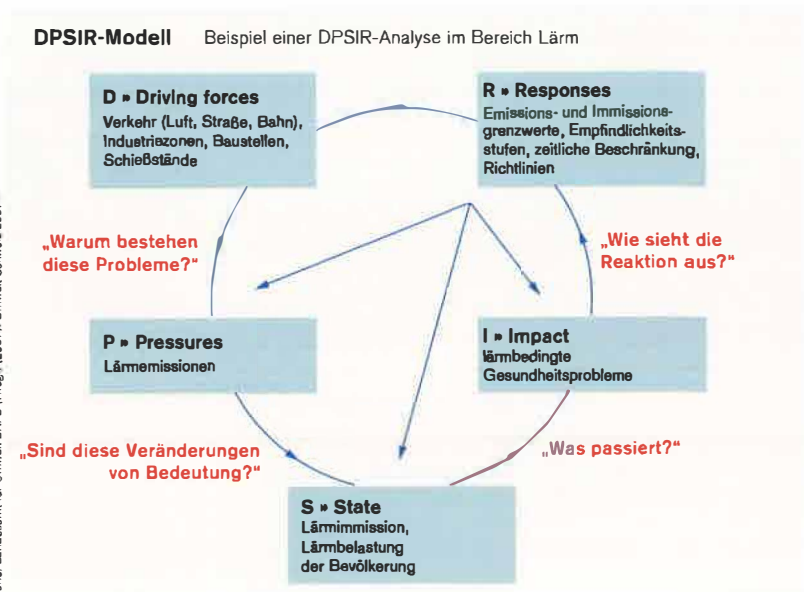 DPSIR-Modell Beispiel einer DPSIR-Analyse im Bereich Lärm
D » Driving forces
Verkehr (Luft, Straße, Bahn),
Industriezonen, Baustellen,
Schießstände
R » Responses
Emissions- und Immissions-
grenzwerte, Empfindlichkeits-
stufen, zeitliche Beschränkung,
Richtlinien
„Warum bestehen
diese Probleme?“
„Wie sieht die
Reaktion aus?“
P » Pressures
Lärmemissionen
I » Impact
lärmbedingte
Gesundheitsprobleme
„Sind diese Veränderungen
von Bedeutung?“
„Was passiert?“
S » State
Lärmimmission,
Lärmbelastung
der Bevölkerung